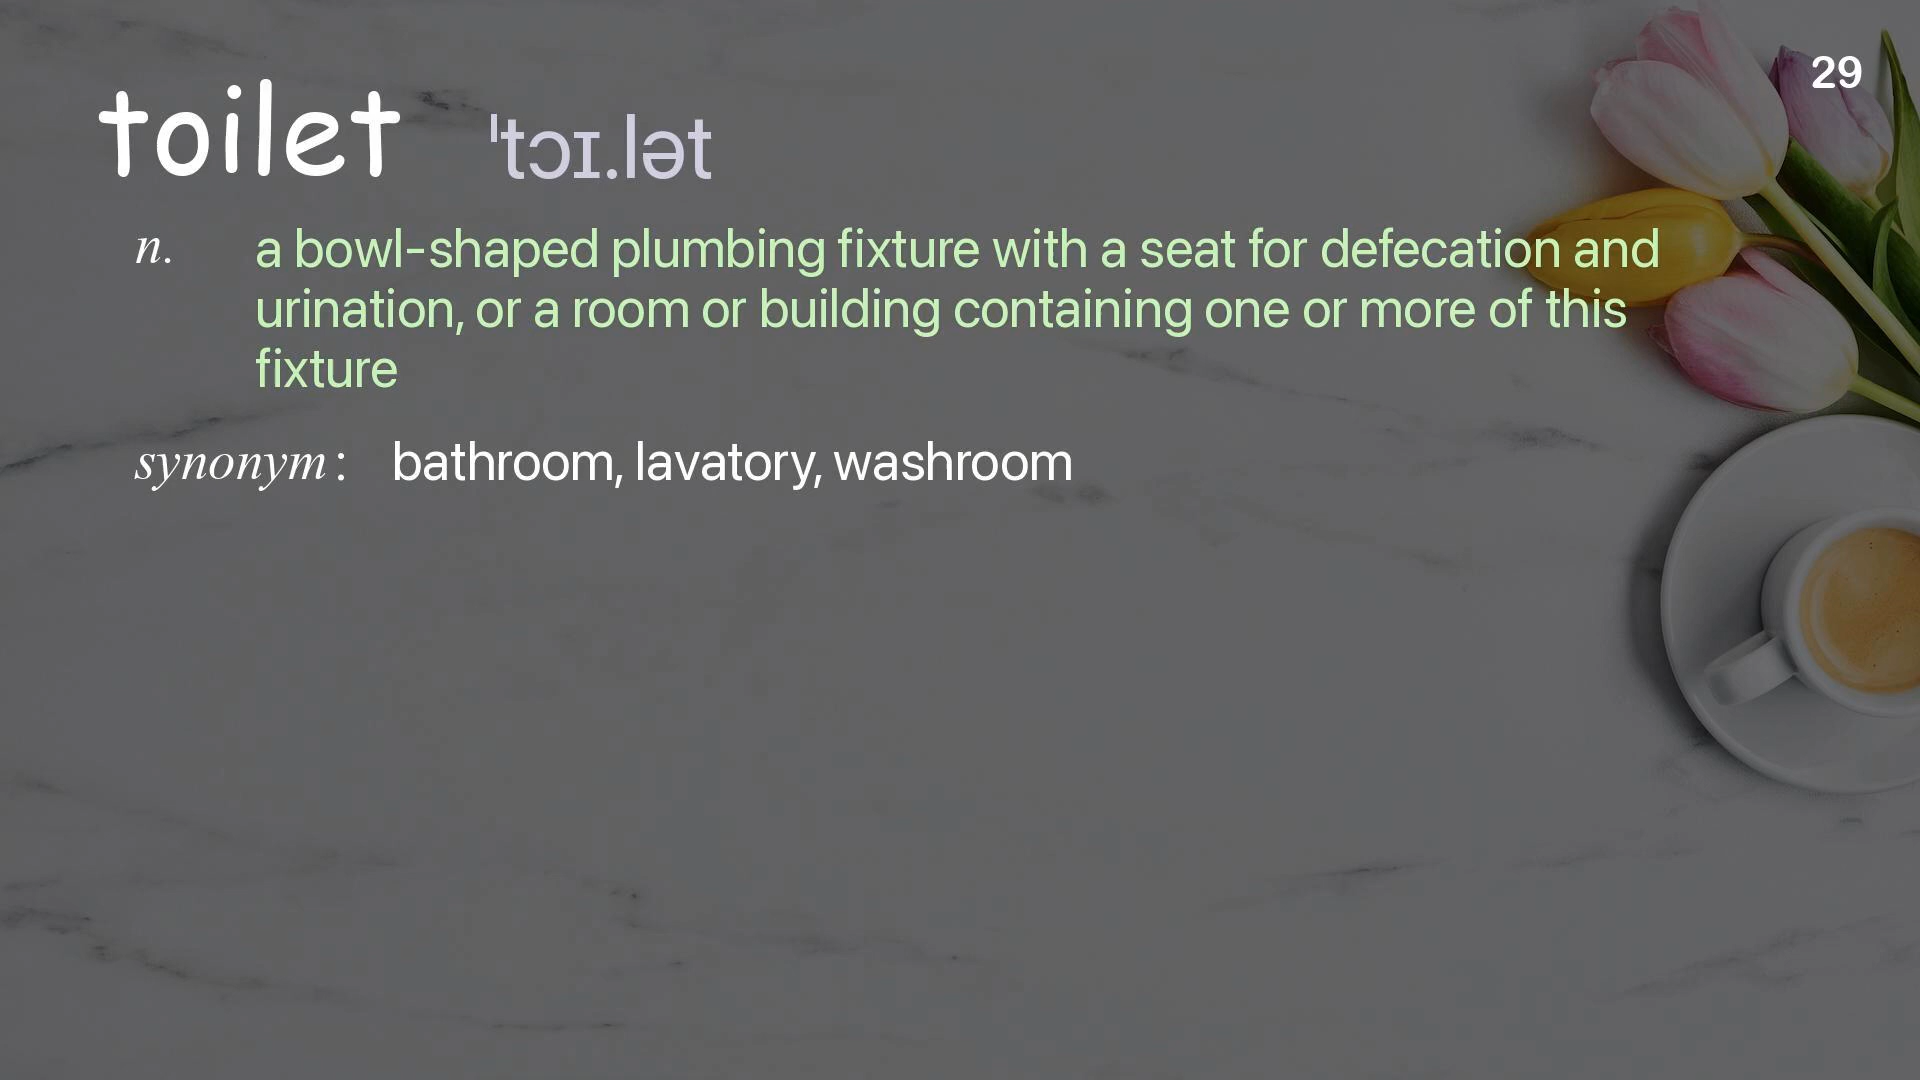 29
toilet ˈtɔɪ.lət
n. a bowl-shaped plumbing fixture with a seat for defecation and
urination, or a room or building containing one or more of this
fixture
synonym: bathroom, lavatory, washroom